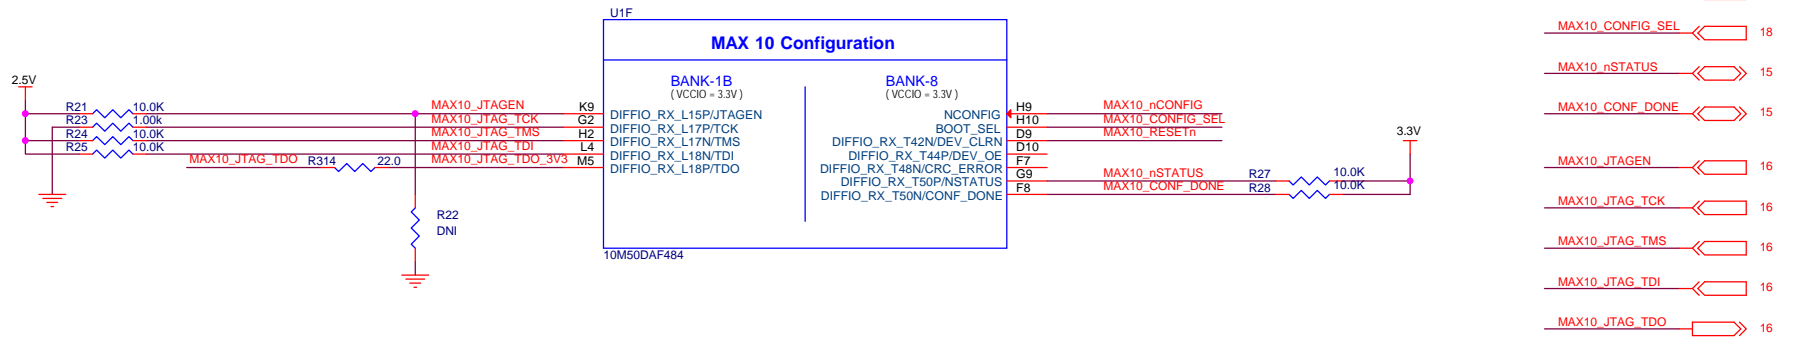 U1F
MAX 10 Configuration
BANK-1B
( VCCIO = 3.3V )
BANK-8
( VCCIO = 3.3V )
2.5V
R21 10.0K MAX10_JTAGEN K9 DIFFIO_RX_L15P/JTAGEN
R23 1.00k MAX10_JTAG_TCK G2 DIFFIO_RX_L17P/TCK
R24 10.0K MAX10_JTAG_TMS H2 DIFFIO_RX_L17N/TMS
R25 10.0K MAX10_JTAG_TDI L4 DIFFIO_RX_L18N/TDI
MAX10_JTAG_TDO R314 22.0 MAX10_JTAG_TDO_3V3 M5 DIFFIO_RX_L18P/TDO
R22
DNI
NCONFIG H9 MAX10_nCONFIG
BOOT_SEL H10 MAX10_CONFIG_SEL
DIFFIO_RX_T42N/DEV_CLRN D9 MAX10_RESETn
DIFFIO_RX_T44P/DEV_OE D10
DIFFIO_RX_T48N/CRC_ERROR F7
DIFFIO_RX_T50P/NSTATUS G9 MAX10_nSTATUS R27 10.0K
DIFFIO_RX_T50N/CONF_DONE F8 MAX10_CONF_DONE R28 10.0K
3.3V
10M50DAF484
MAX10_CONFIG_SEL 18
MAX10_nSTATUS 15
MAX10_CONF_DONE 15
MAX10_JTAGEN 16
MAX10_JTAG_TCK 16
MAX10_JTAG_TMS 16
MAX10_JTAG_TDI 16
MAX10_JTAG_TDO 16